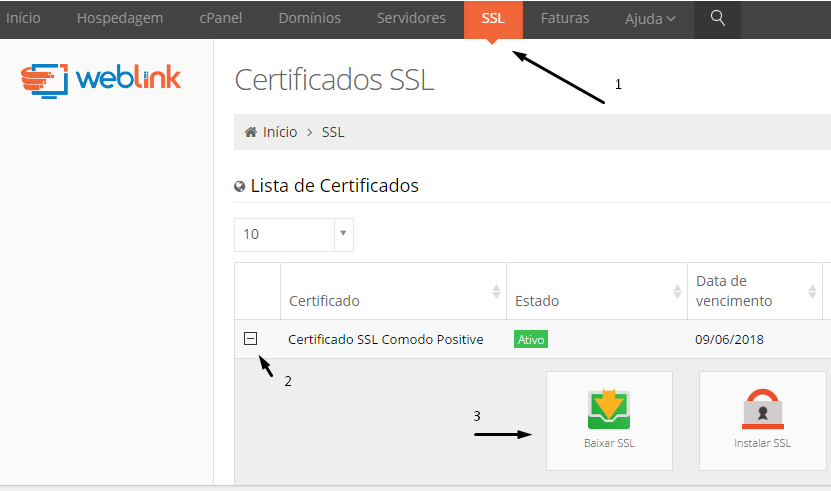 Início Hospedagem cPanel Domínios Servidores SSL Faturas Ajuda
weblink
Certificados SSL
1
Início > SSL
Lista de Certificados
10
Certificado Estado Data de
vencimento
Certificado SSL Comodo Positive Ativo 09/06/2018
2
3
Baixar SSL Instalar SSL